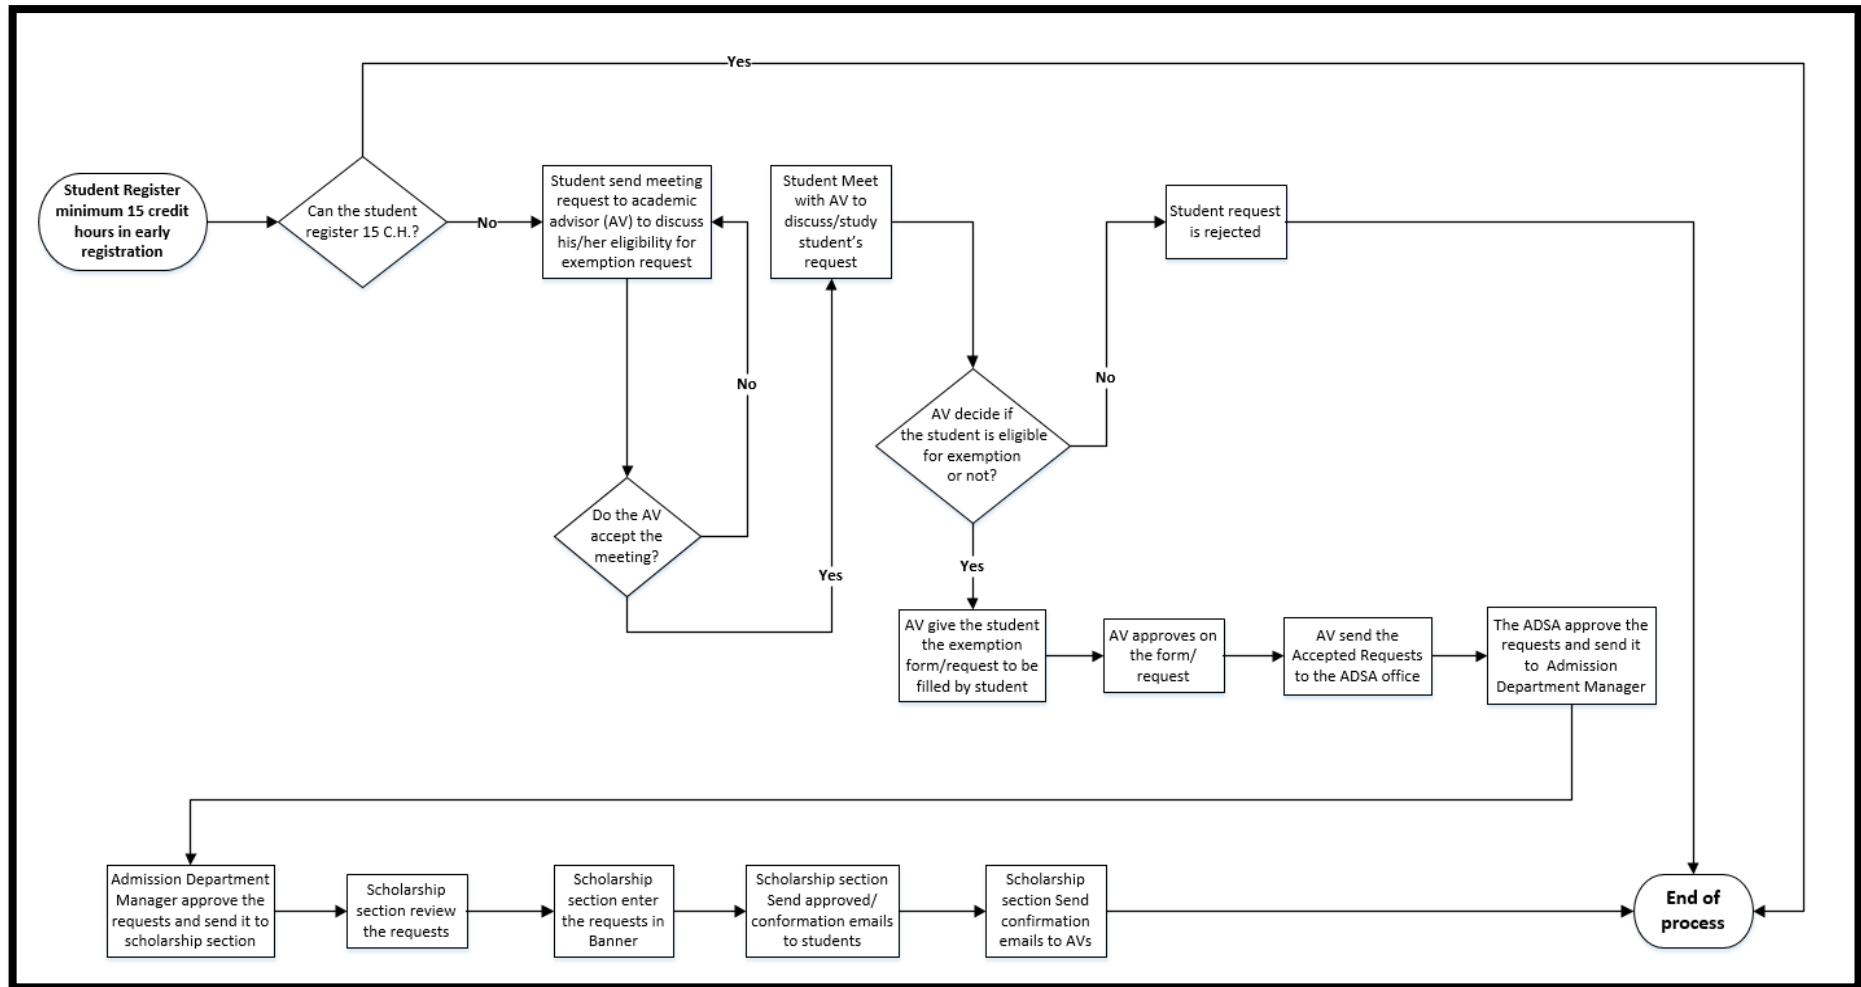 Yes
Student Register
minimum 15 credit
hours in early
registration
Can the student
register 15 C.H.?
No
Student send meeting
request to academic
advisor (AV) to discuss
his/her eligibility for
exemption request
Student Meet
with AV to
discuss/study
student's
request
Student request
is rejected
No
No
AV decide if
the student is eligible
for exemption
or not?
Do the AV
accept the
meeting?
Yes
Yes
AV give the student
the exemption
form/request to be
filled by student
AV approves on
the form/
request
AV send the
Accepted Requests
to the ADSA office
The ADSA approve the
requests and send it
to Admission
Department Manager
Admission Department
Manager approve the
requests and send it to
scholarship section
Scholarship
section review
the requests
Scholarship
section enter
the requests in
Banner
Scholarship section
Send approved/
conformation emails
to students
Scholarship
section Send
confirmation
emails to AVs
End of
process